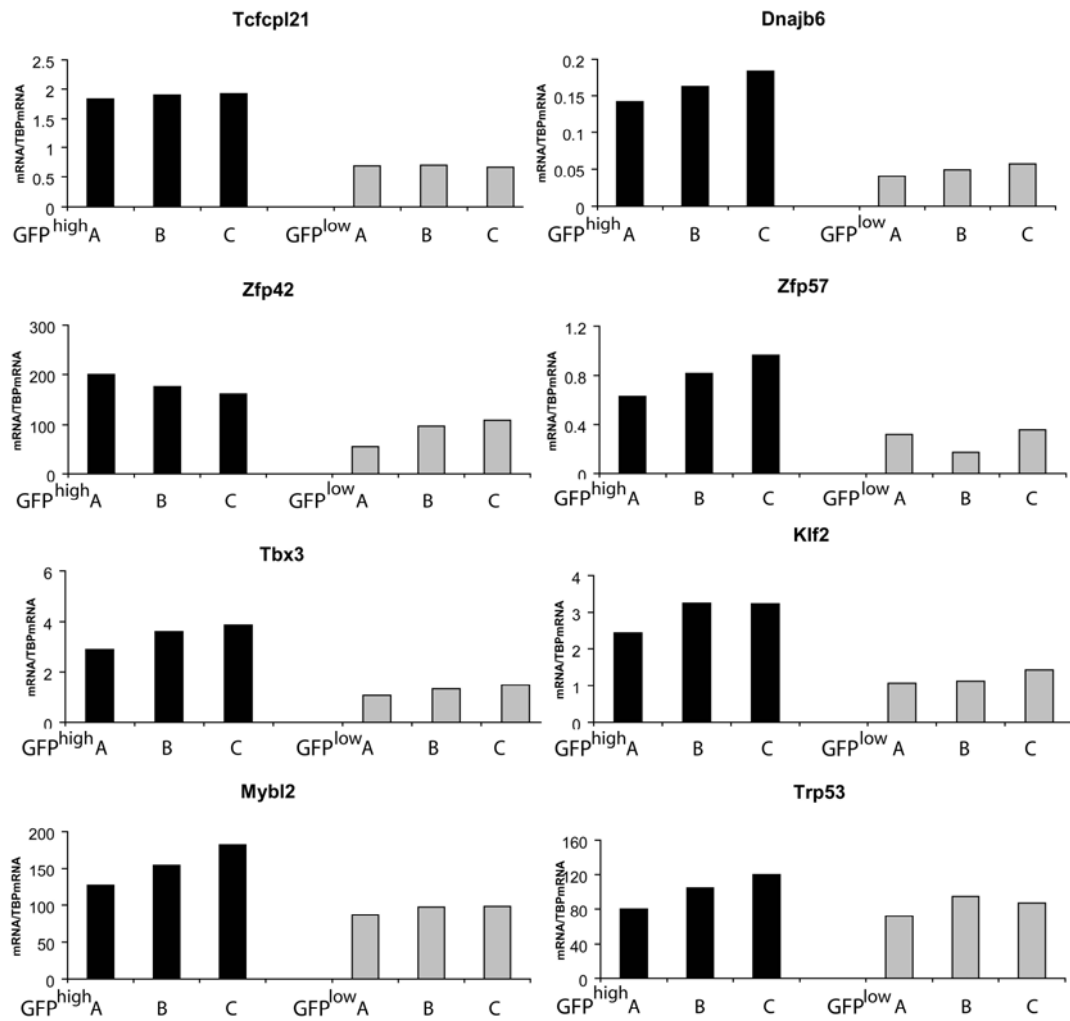 Tcfcpl21
mRNA/TBPmRNA
2.5
2
1.5
1
0.5
0
GFPhigh A B C GFPlow A B C
Dnajb6
mRNA/TBPmRNA
0.2
0.15
0.1
0.05
0
GFPhigh A B C GFPlow A B C
Zfp42
mRNA/TBPmRNA
300
200
100
0
GFPhigh A B C GFPlow A B C
Zfp57
mRNA/TBPmRNA
1.2
0.8
0.4
0
GFPhigh A B C GFPlow A B C
Tbx3
mRNA/TBPmRNA
6
4
2
0
GFPhigh A B C GFPlow A B C
Klf2
mRNA/TBPmRNA
4
3
2
1
0
GFPhigh A B C GFPlow A B C
Mybl2
mRNA/TBPmRNA
200
150
100
50
0
GFPhigh A B C GFPlow A B C
Trp53
mRNA/TBPmRNA
160
120
80
40
0
GFPhigh A B C GFPlow A B C